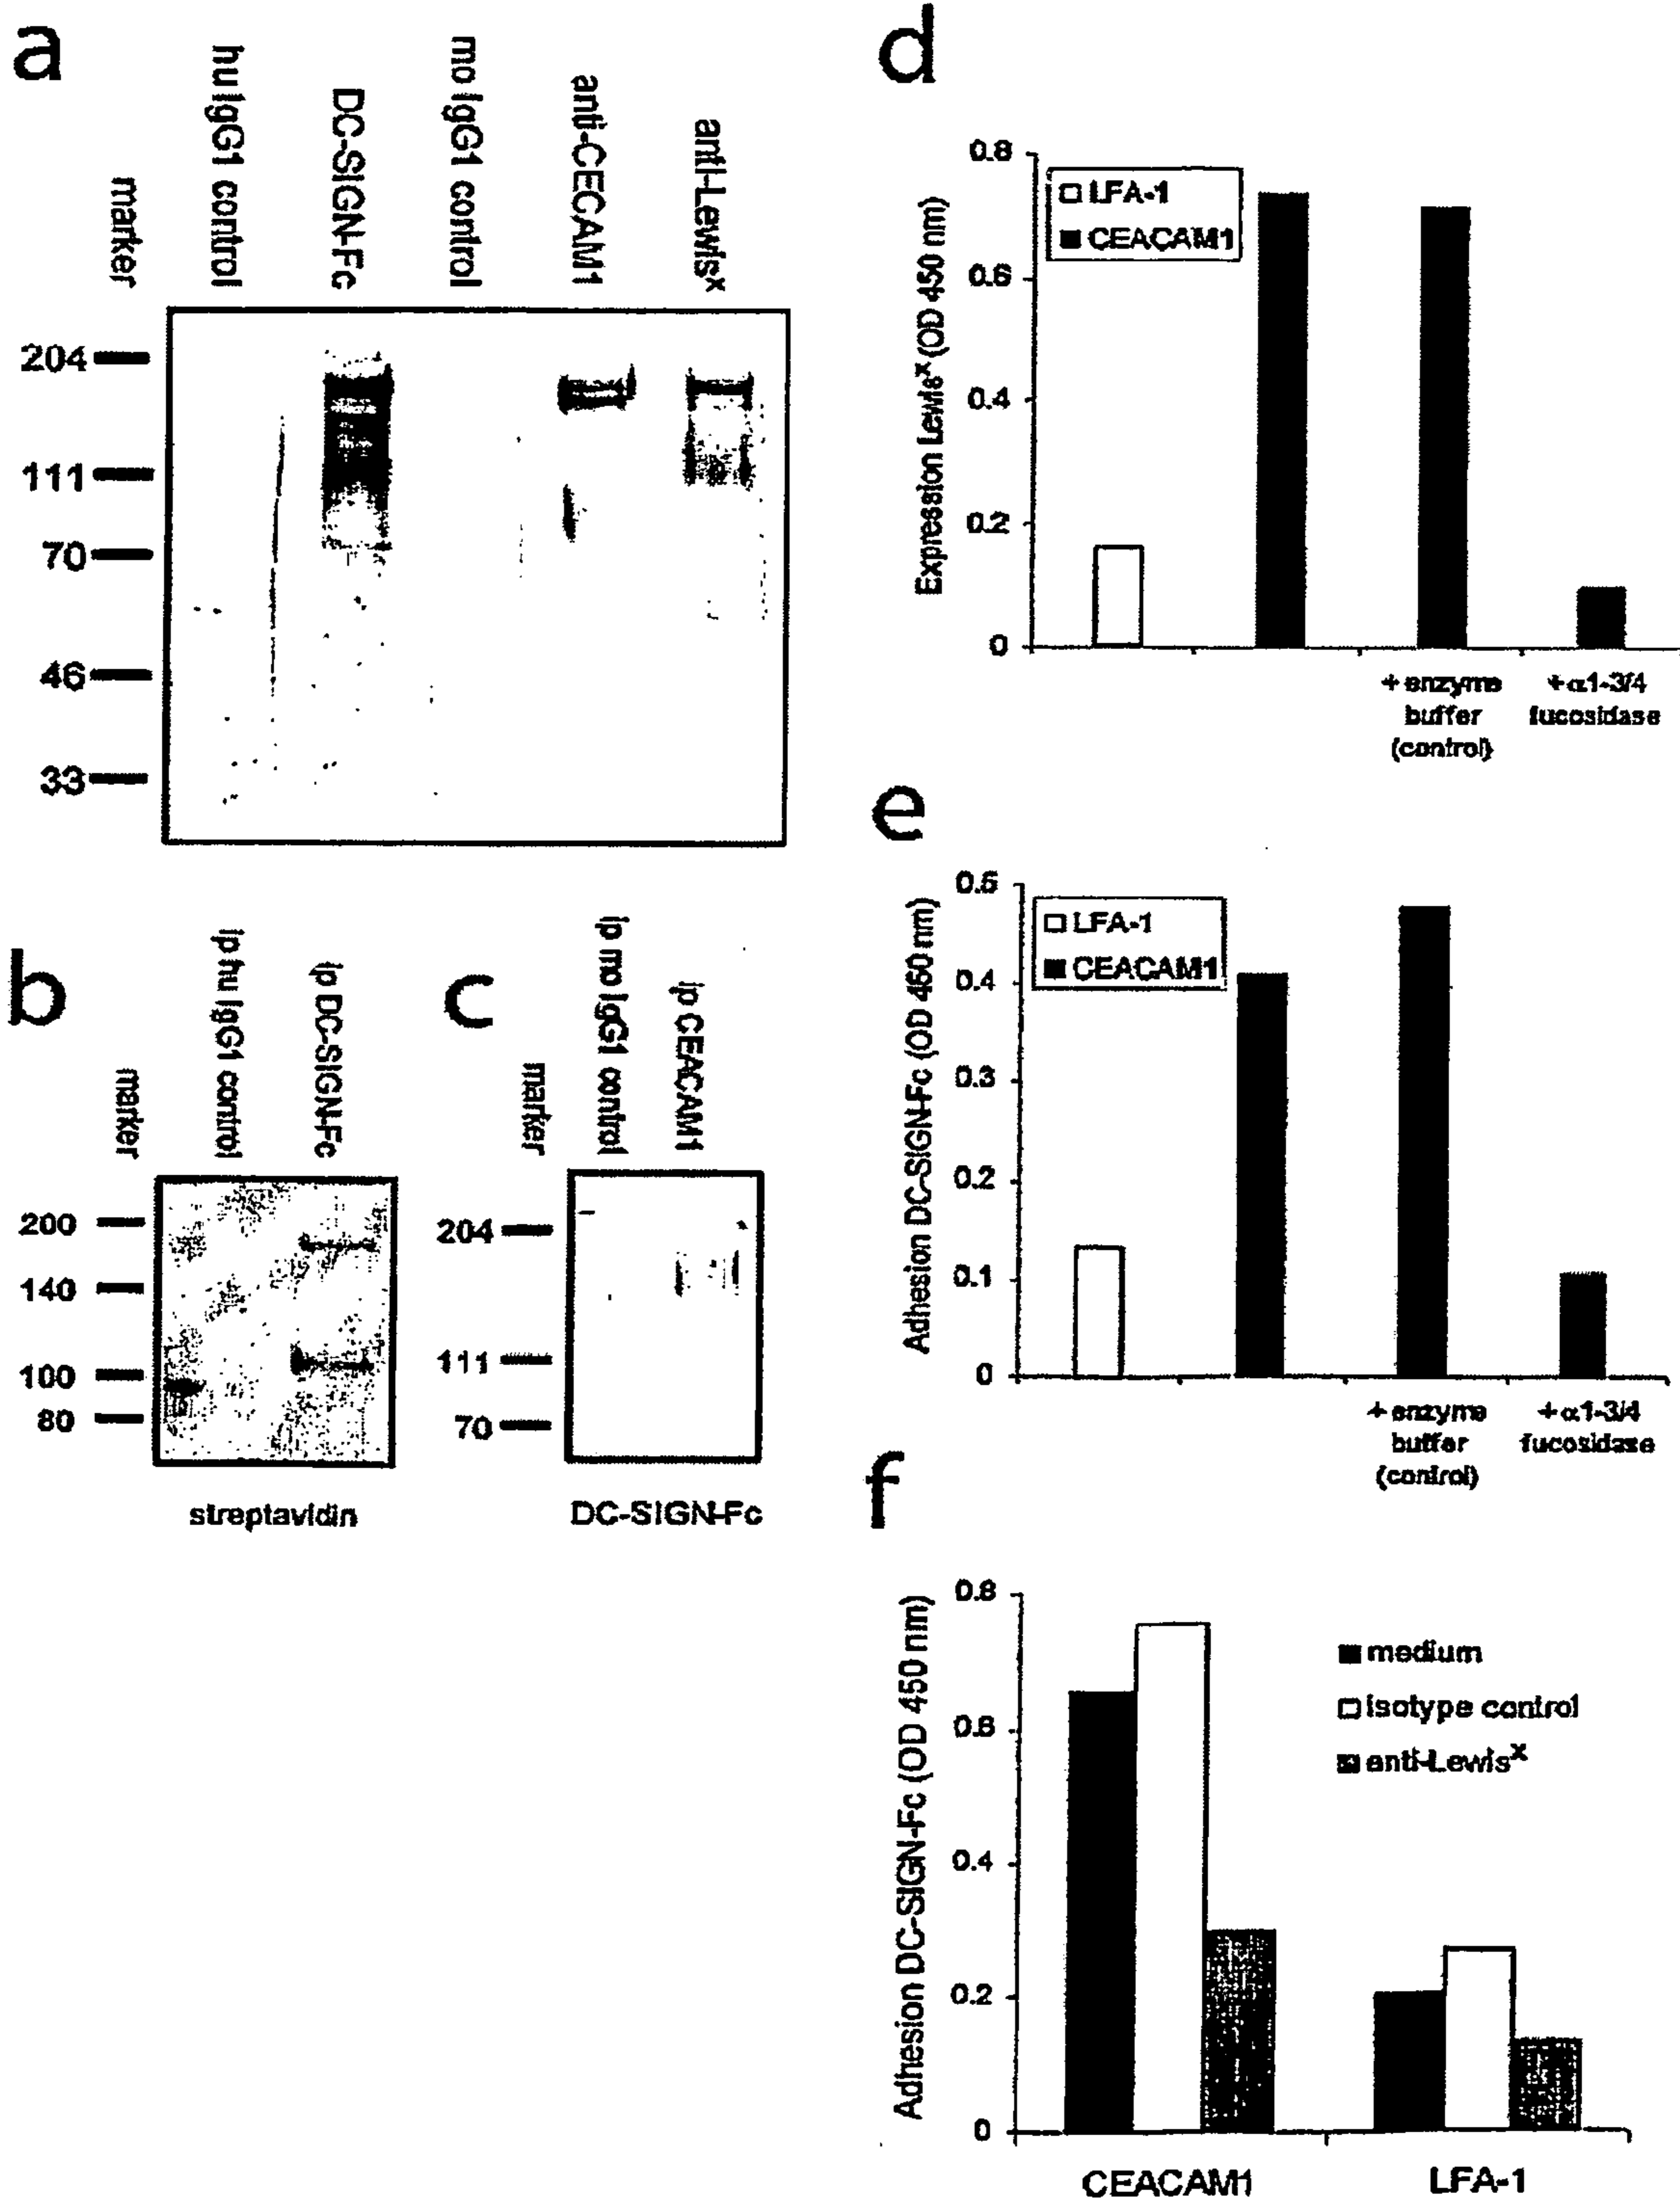 a
marker
hu IgG1 control
DC-SIGN-Fc
mo IgG1 control
anti-CECAM1
anti-Lewisx
204
111
70
46
33
b
marker
ip hu IgG1 control
ip DC-SIGN-Fc
200
140
100
80
streptavidin
c
marker
ip mo IgG1 control
ip CEACAM1
204
111
70
DC-SIGN-Fc
d
Expression Lewisx (OD 450 nm)
0.8
0.6
0.4
0.2
0
LFA-1
CEACAM1
+ enzyme
buffer
(control)
+ α1-3/4
fucosidase
e
Adhesion DC-SIGN-Fc (OD 450 nm)
0.5
0.4
0.3
0.2
0.1
0
LFA-1
CEACAM1
+ enzyme
buffer
(control)
+ α1-3/4
fucosidase
f
Adhesion DC-SIGN-Fc (OD 450 nm)
0.8
0.6
0.4
0.2
0
medium
isotype control
anti-Lewisx
CEACAM1
LFA-1